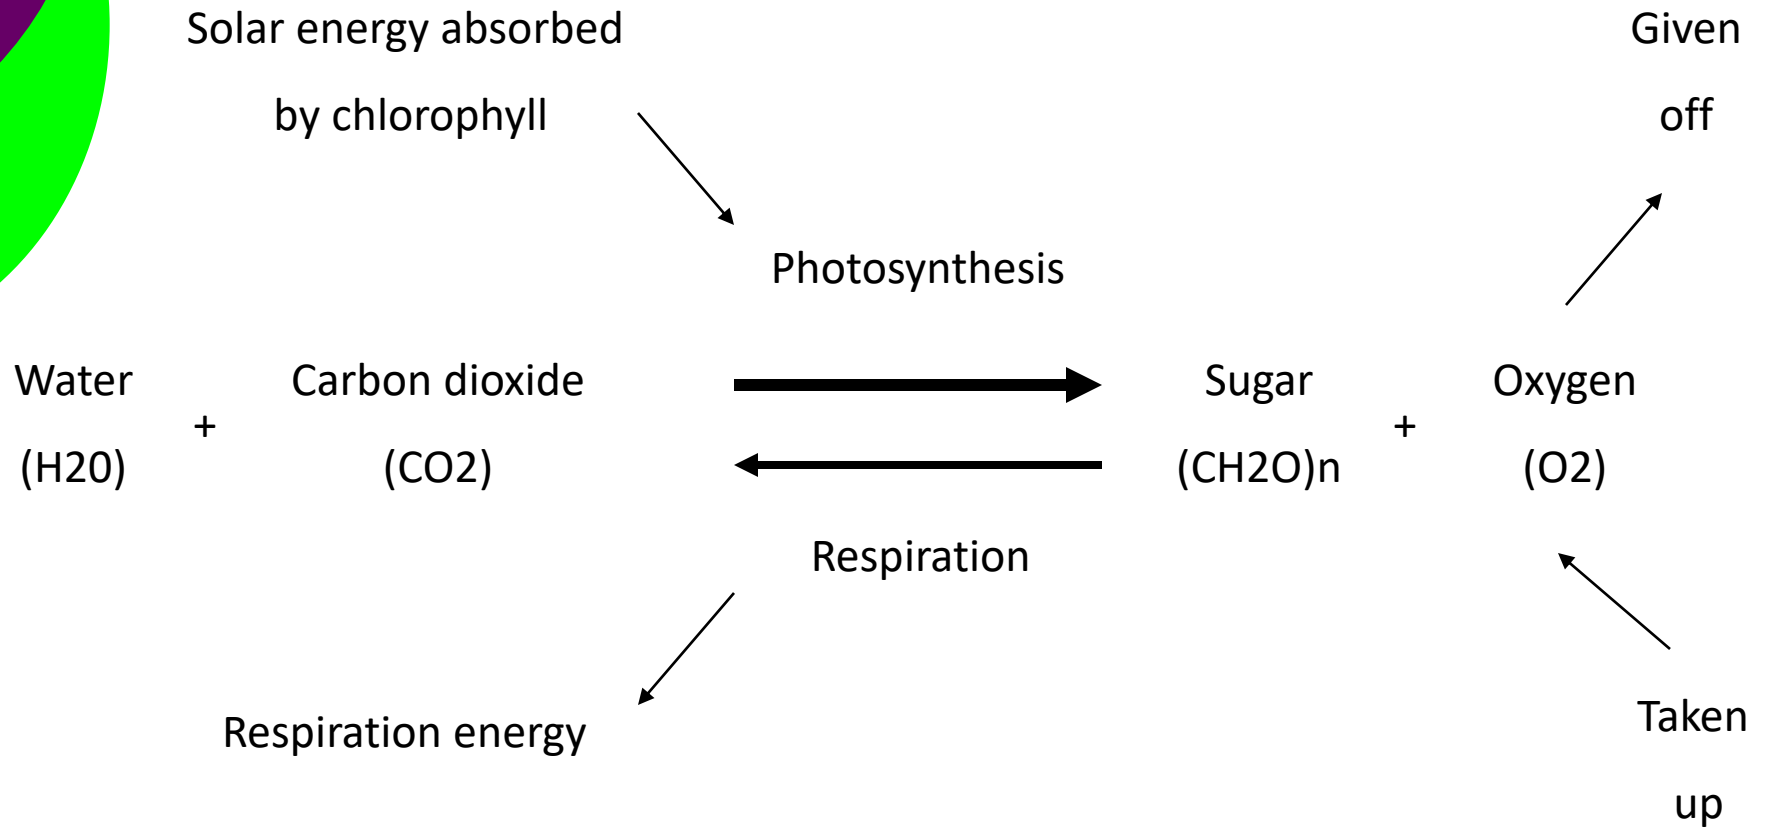 Solar energy absorbed
by chlorophyll
Given
off
Photosynthesis
Water
(H20)
+
Carbon dioxide
(CO2)
Sugar
(CH2O)n
+
Oxygen
(O2)
Respiration
Respiration energy
Taken
up